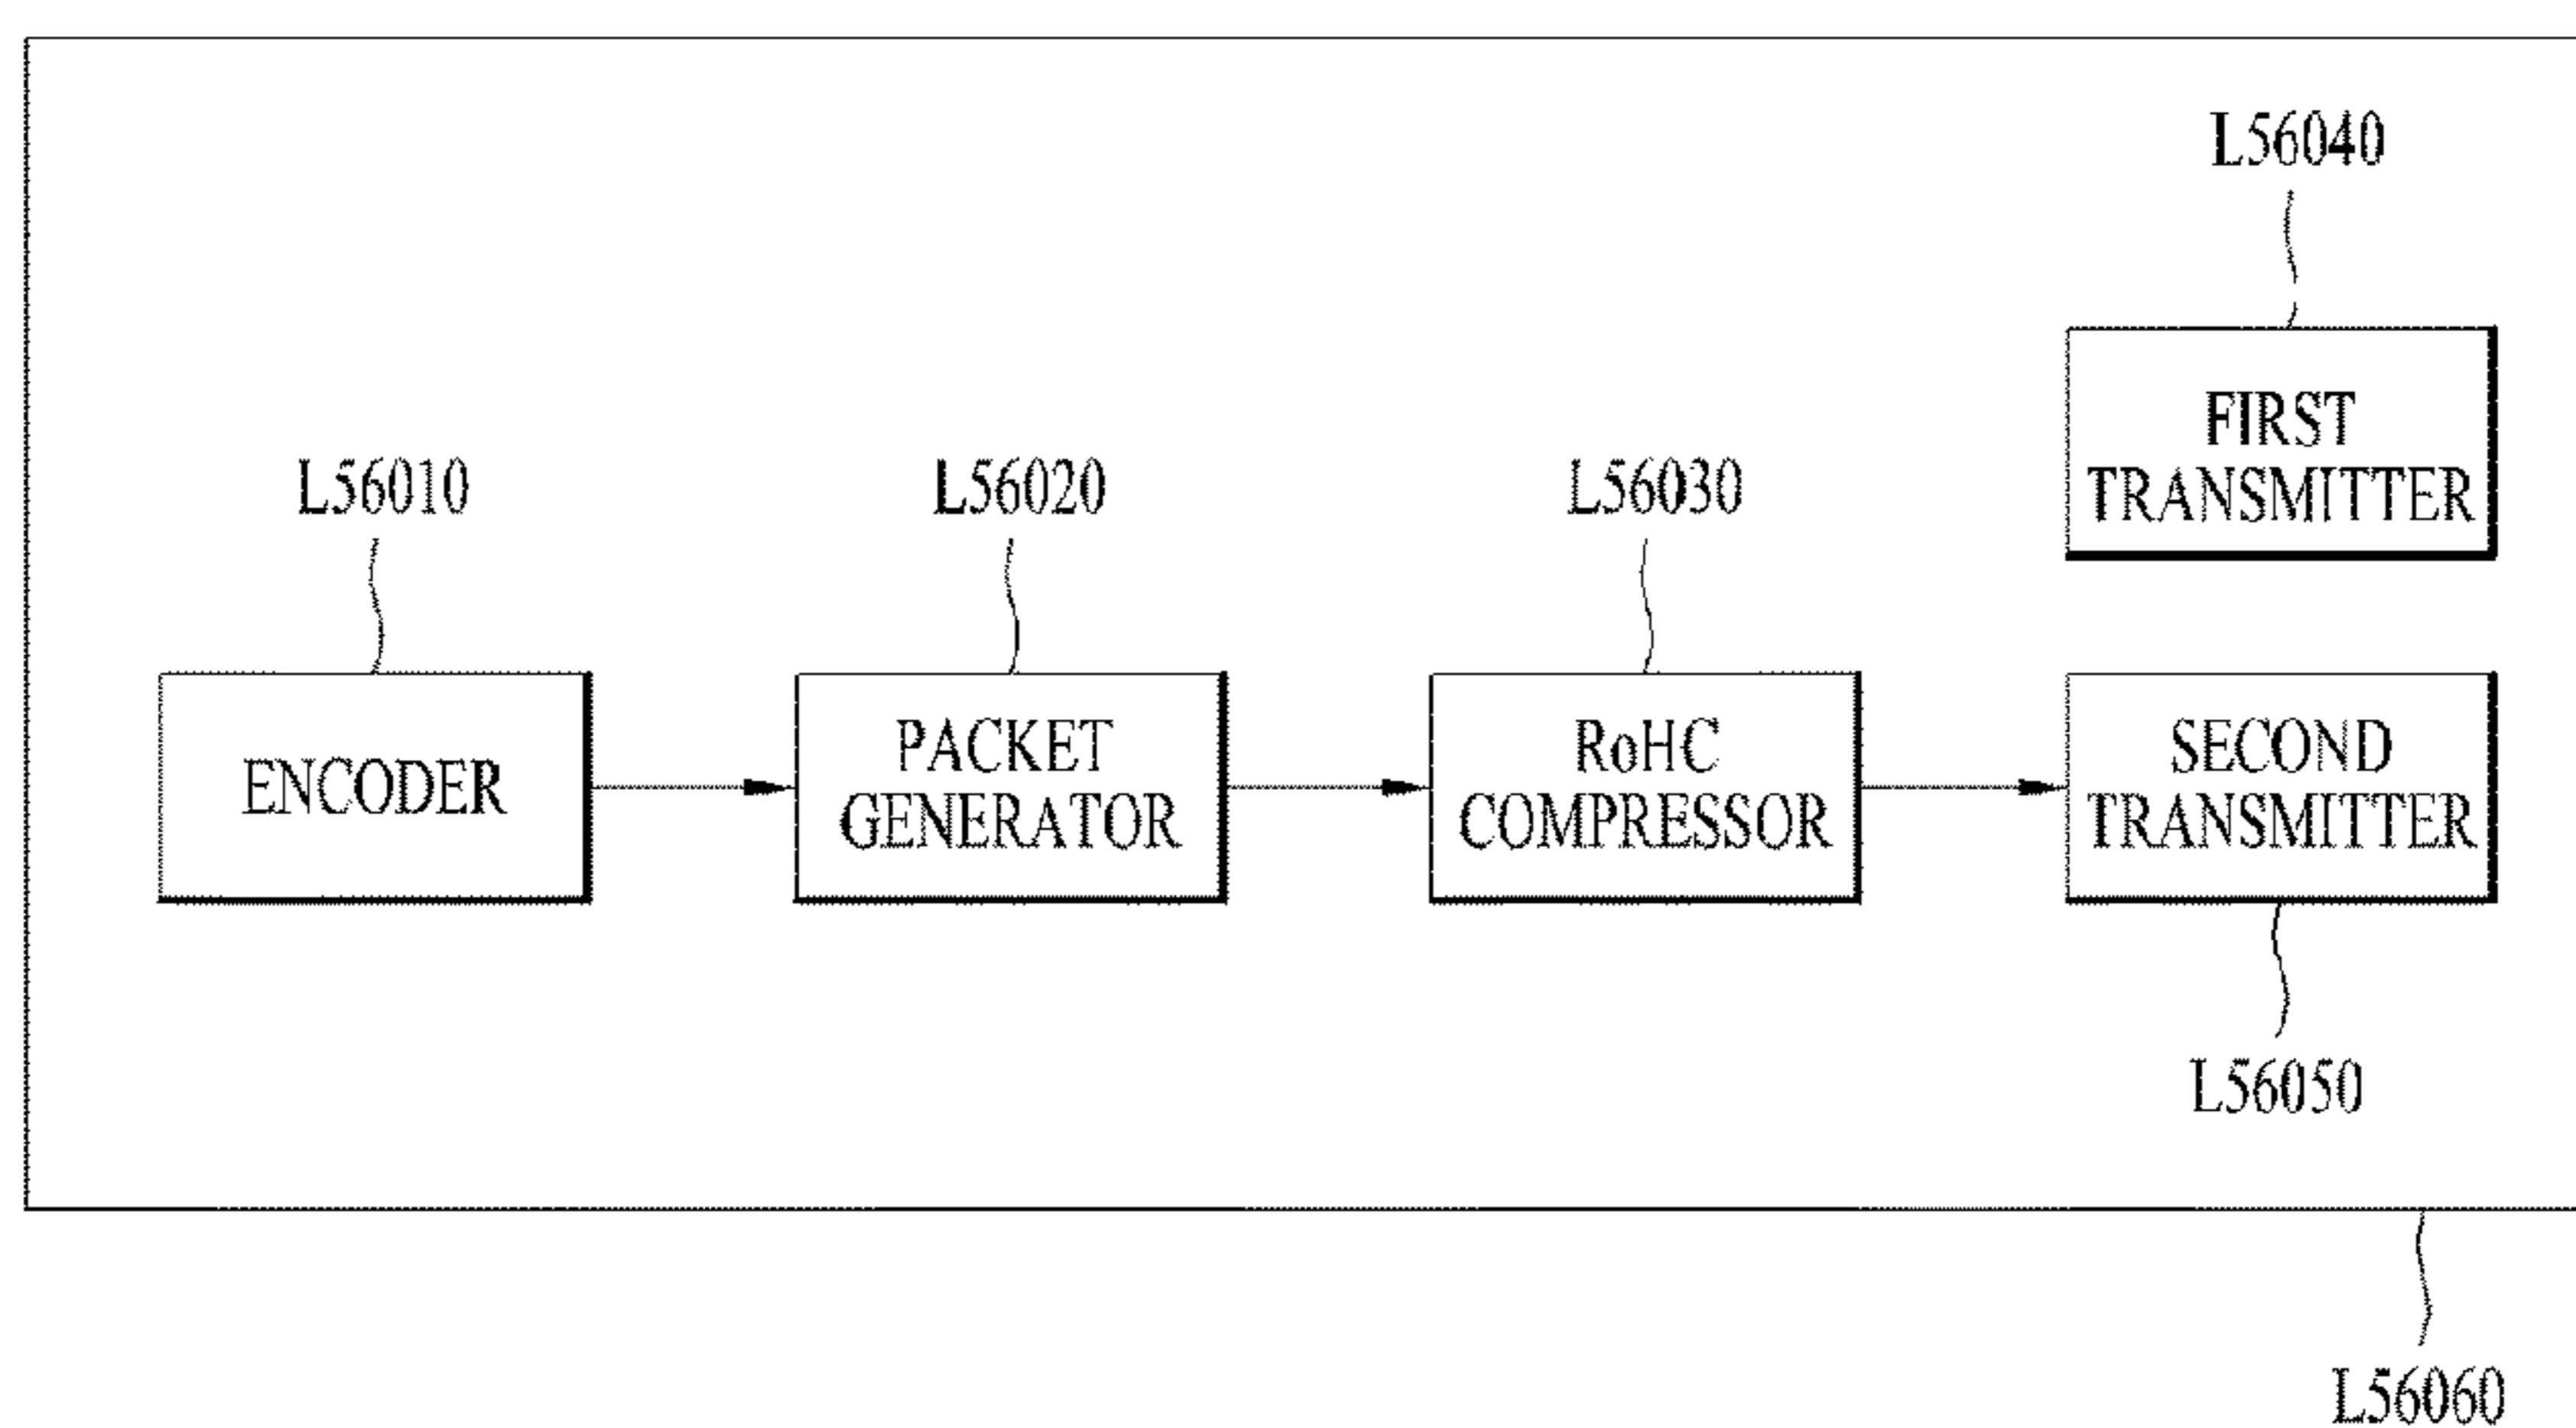 L56040
FIRST
TRANSMITTER
L56010
L56020
L56030
ENCODER
PACKET
GENERATOR
RoHC
COMPRESSOR
SECOND
TRANSMITTER
L56050
L56060